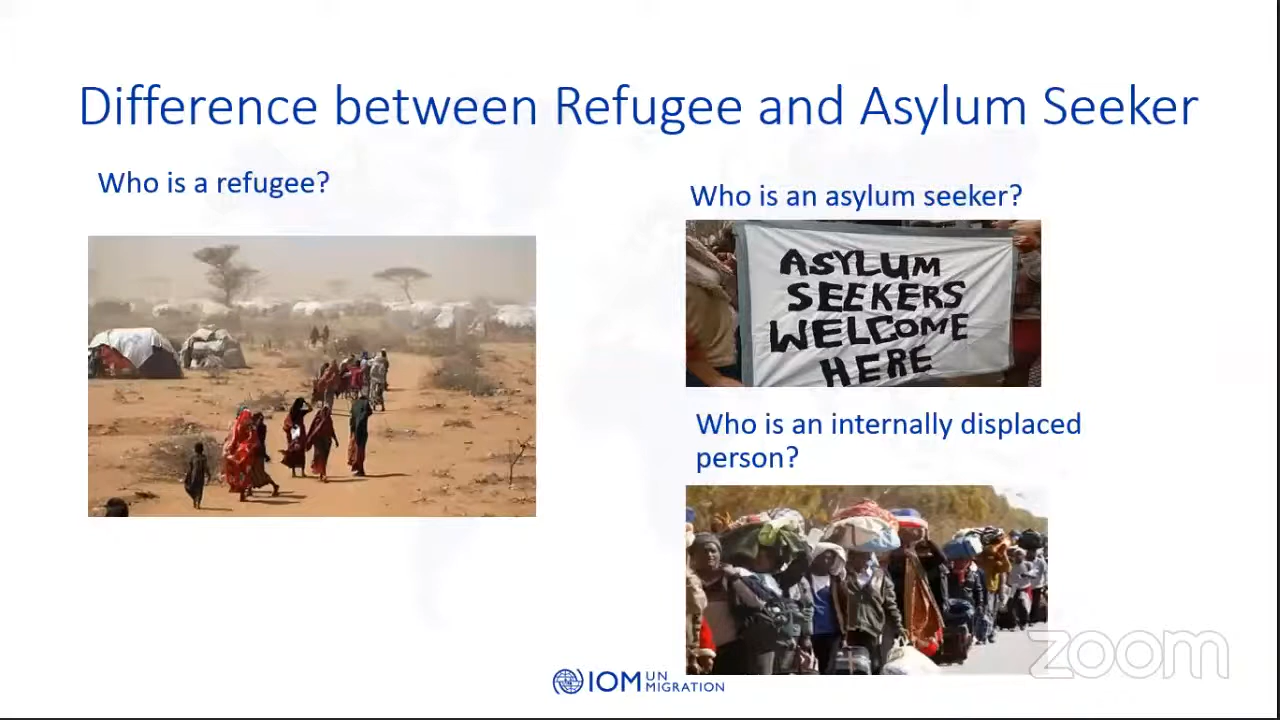 Difference between Refugee and Asylum Seeker
Who is a refugee?
Who is an asylum seeker?
ASYLUM
SEEKERS
WELCOME
HERE
Who is an internally displaced
person?
IOM UN
MIGRATION
zoom